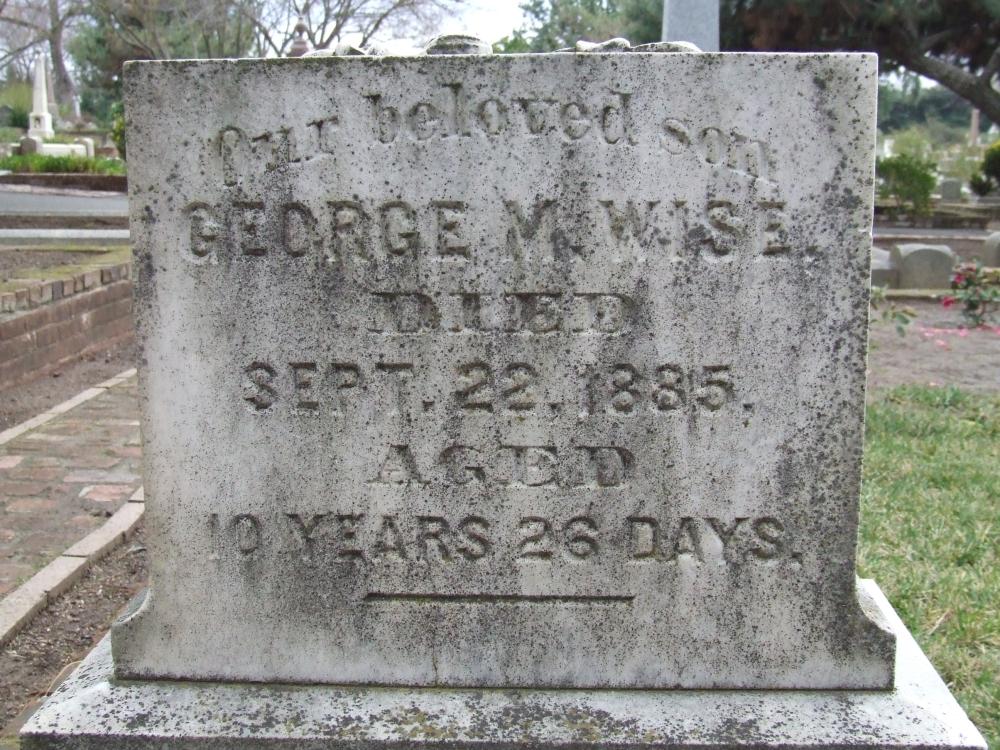 Our beloved son
GEORGE M. WISE.
DIED
SEPT. 22. 1885.
AGED
10 YEARS 26 DAYS.